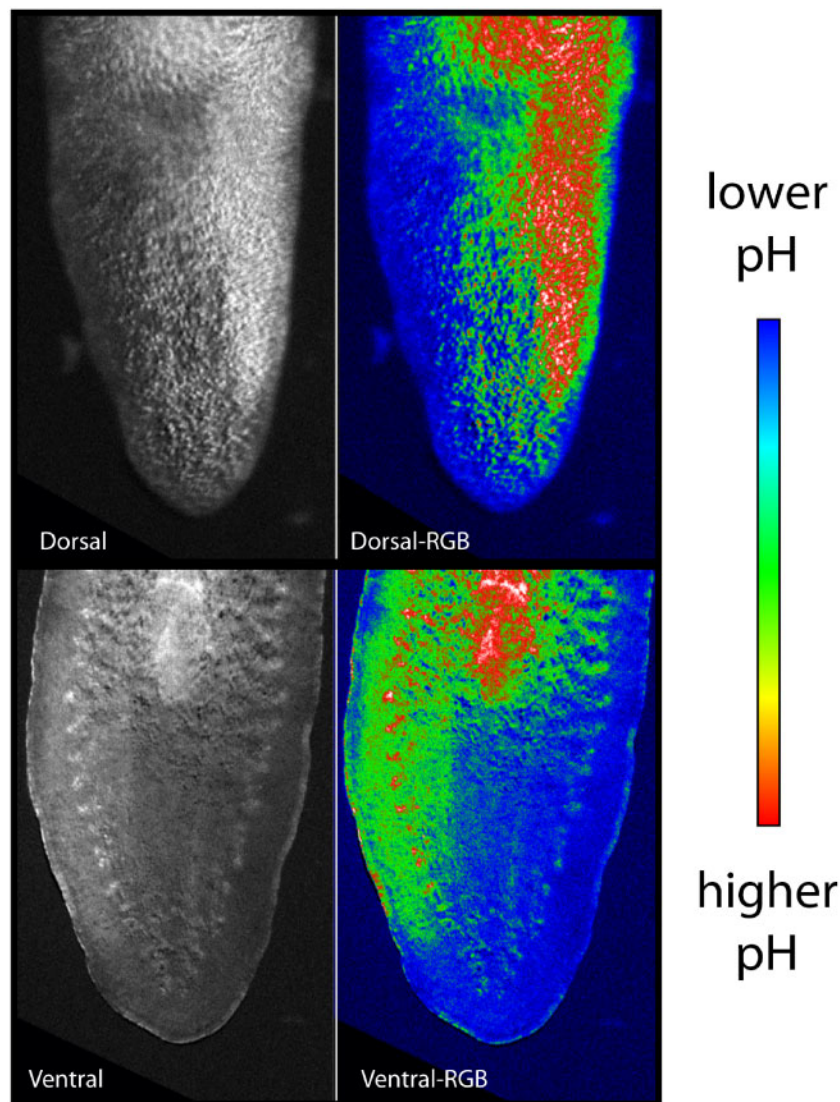 Dorsal
Dorsal-RGB
Ventral
Ventral-RGB
lower
pH
higher
pH